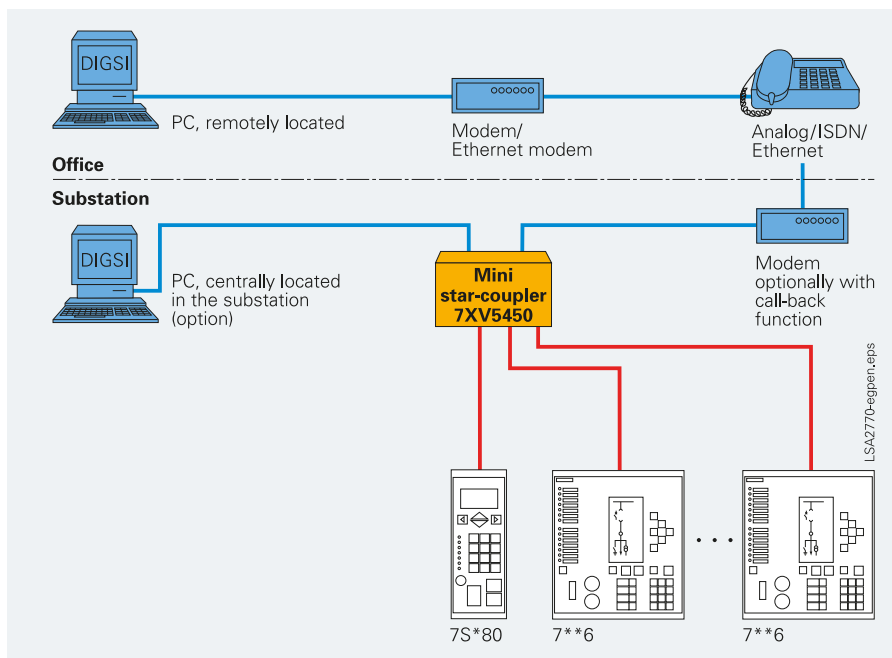 DIGSI
PC, remotely located
Modem/
Ethernet modem
Analog/ISDN/
Ethernet
Office
Substation
DIGSI
PC, centrally located
in the substation
(option)
Mini
star-coupler
7XV5450
Modem
optionally with
call-back
function
LSA2770-egpen.eps
7S*80
7**6
. . .
7**6